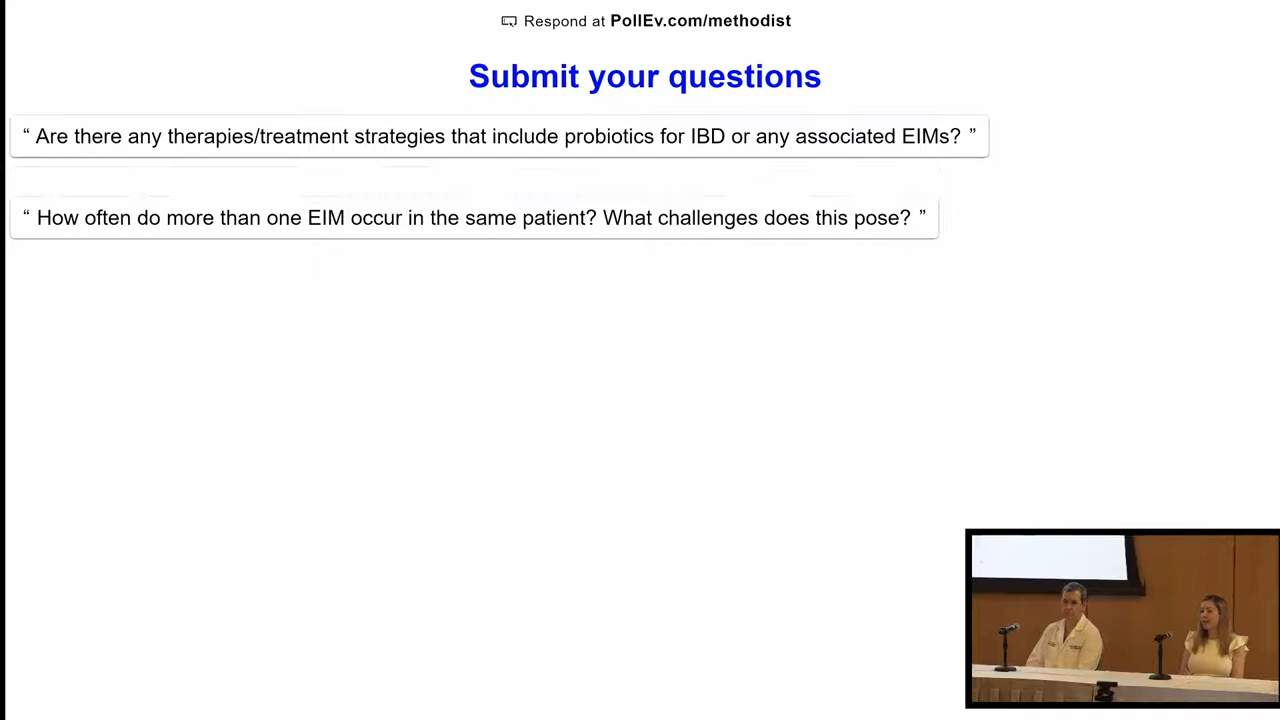 Respond at PollEv.com/methodist
Submit your questions
“ Are there any therapies/treatment strategies that include probiotics for IBD or any associated EIMs? ”
“ How often do more than one EIM occur in the same patient? What challenges does this pose? ”